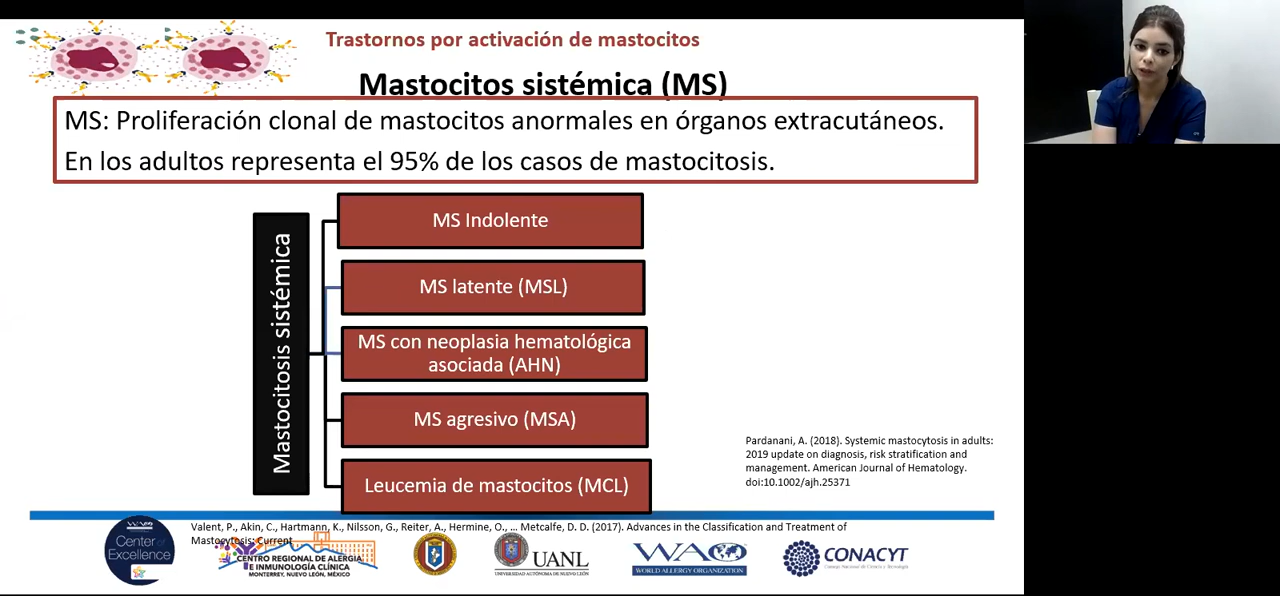 Trastornos por activación de mastocitos
Mastocitos sistémica (MS)
MS: Proliferación clonal de mastocitos anormales en órganos extracutáneos.
En los adultos representa el 95% de los casos de mastocitosis.
Mastocitosis sistémica
MS Indolente
MS latente (MSL)
MS con neoplasia hematológica
asociada (AHN)
MS agresivo (MSA)
Leucemia de mastocitos (MCL)
Pardanani, A. (2018). Systemic mastocytosis in adults:
2019 update on diagnosis, risk stratification and
management. American Journal of Hematology.
doi:10.1002/ajh.25371
Valent, P., Akin, C., Hartmann, K., Nilsson, G., Reiter, A., Hermine, O., … Metcalfe, D. D. (2017). Advances in the Classification and Treatment of
Mastocytosis: Current
Center of
Excellence
CENTRO REGIONAL DE ALERGIA
E INMUNOLOGÍA CLÍNICA
MONTERREY, NUEVO LEÓN, MÉXICO
UANL
UNIVERSIDAD AUTÓNOMA DE NUEVO LEÓN
WAO
WORLD ALLERGY ORGANIZATION
CONACYT
Consejo Nacional de Ciencia y Tecnología